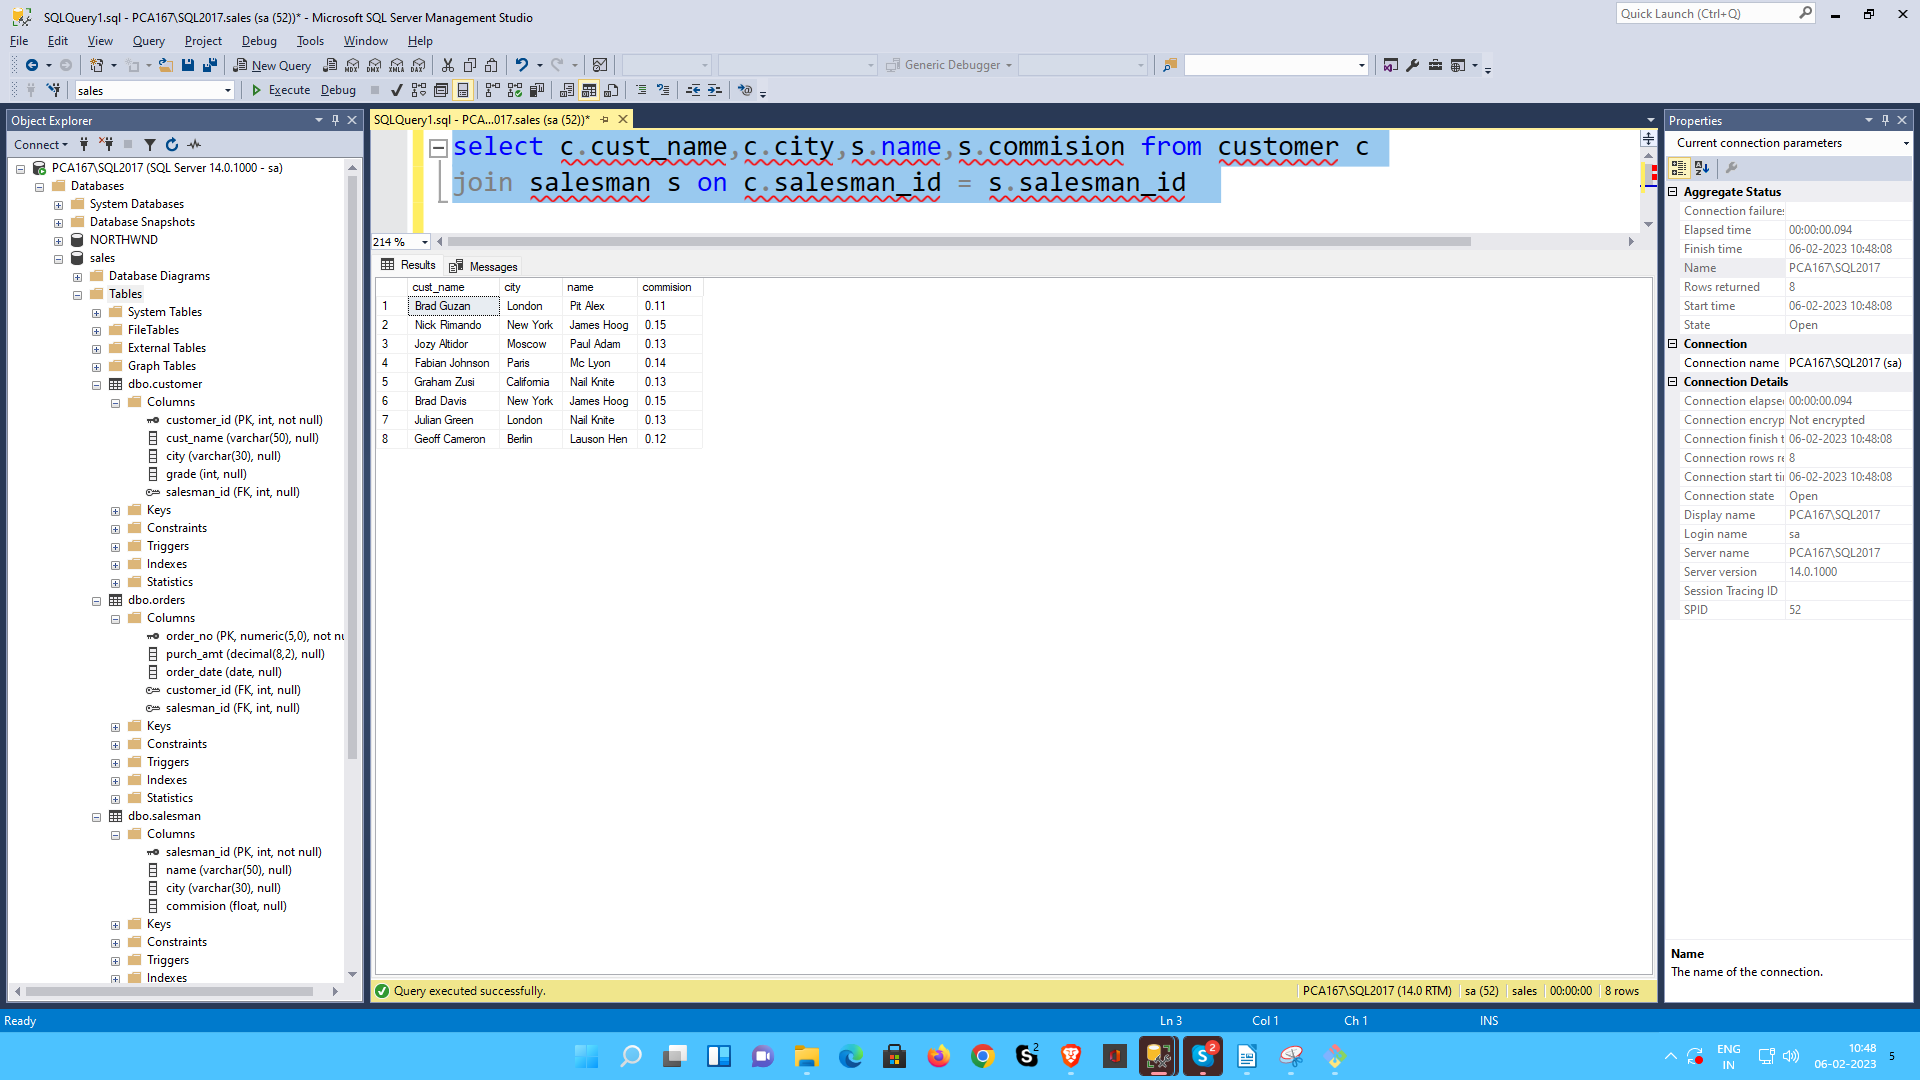 SQLQuery1.sql - PCA167\SQL2017.sales (sa (52))* - Microsoft SQL Server Management Studio
Quick Launch (Ctrl+Q)
File Edit View Query Project Debug Tools Window Help
New Query
MDX DMX XMLA DAX
Generic Debugger
sales
Execute Debug
Object Explorer
Connect
PCA167\SQL2017 (SQL Server 14.0.1000 - sa)
Databases
System Databases
Database Snapshots
NORTHWND
sales
Database Diagrams
Tables
System Tables
FileTables
External Tables
Graph Tables
dbo.customer
Columns
customer_id (PK, int, not null)
cust_name (varchar(50), null)
city (varchar(30), null)
grade (int, null)
salesman_id (FK, int, null)
Keys
Constraints
Triggers
Indexes
Statistics
dbo.orders
Columns
order_no (PK, numeric(5,0), not nu
purch_amt (decimal(8,2), null)
order_date (date, null)
customer_id (FK, int, null)
salesman_id (FK, int, null)
Keys
Constraints
Triggers
Indexes
Statistics
dbo.salesman
Columns
salesman_id (PK, int, not null)
name (varchar(50), null)
city (varchar(30), null)
commision (float, null)
Keys
Constraints
Triggers
Indexes
SQLQuery1.sql - PCA...017.sales (sa (52))*
select c.cust_name,c.city,s.name,s.commision from customer c
join salesman s on c.salesman_id = s.salesman_id
214 %
Results Messages
cust_name city name commision
1 Brad Guzan London Pit Alex 0.11
2 Nick Rimando New York James Hoog 0.15
3 Jozy Altidor Moscow Paul Adam 0.13
4 Fabian Johnson Paris Mc Lyon 0.14
5 Graham Zusi California Nail Knite 0.13
6 Brad Davis New York James Hoog 0.15
7 Julian Green London Nail Knite 0.13
8 Geoff Cameron Berlin Lauson Hen 0.12
Query executed successfully.
PCA167\SQL2017 (14.0 RTM) sa (52) sales 00:00:00 8 rows
Properties
Current connection parameters
Aggregate Status
Connection failures
Elapsed time 00:00:00.094
Finish time 06-02-2023 10:48:08
Name PCA167\SQL2017
Rows returned 8
Start time 06-02-2023 10:48:08
State Open
Connection
Connection name PCA167\SQL2017 (sa)
Connection Details
Connection elapse 00:00:00.094
Connection encryp Not encrypted
Connection finish t 06-02-2023 10:48:08
Connection rows re 8
Connection start ti 06-02-2023 10:48:08
Connection state Open
Display name PCA167\SQL2017
Login name sa
Server name PCA167\SQL2017
Server version 14.0.1000
Session Tracing ID
SPID 52
Name
The name of the connection.
Ready
Ln 3 Col 1 Ch 1 INS
2
2
ENG
IN
10:48
06-02-2023
5